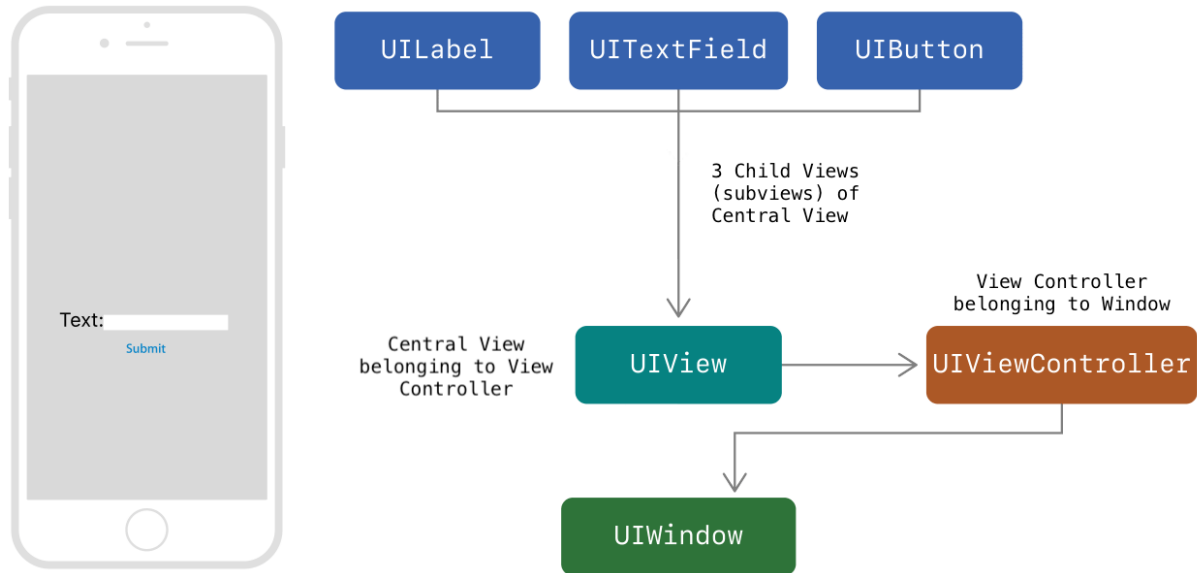 UILabel
UITextField
UIButton
3 Child Views
(subviews) of
Central View
Text:
Submit
Central View
belonging to View
Controller
UIView
View Controller
belonging to Window
UIViewController
UIWindow